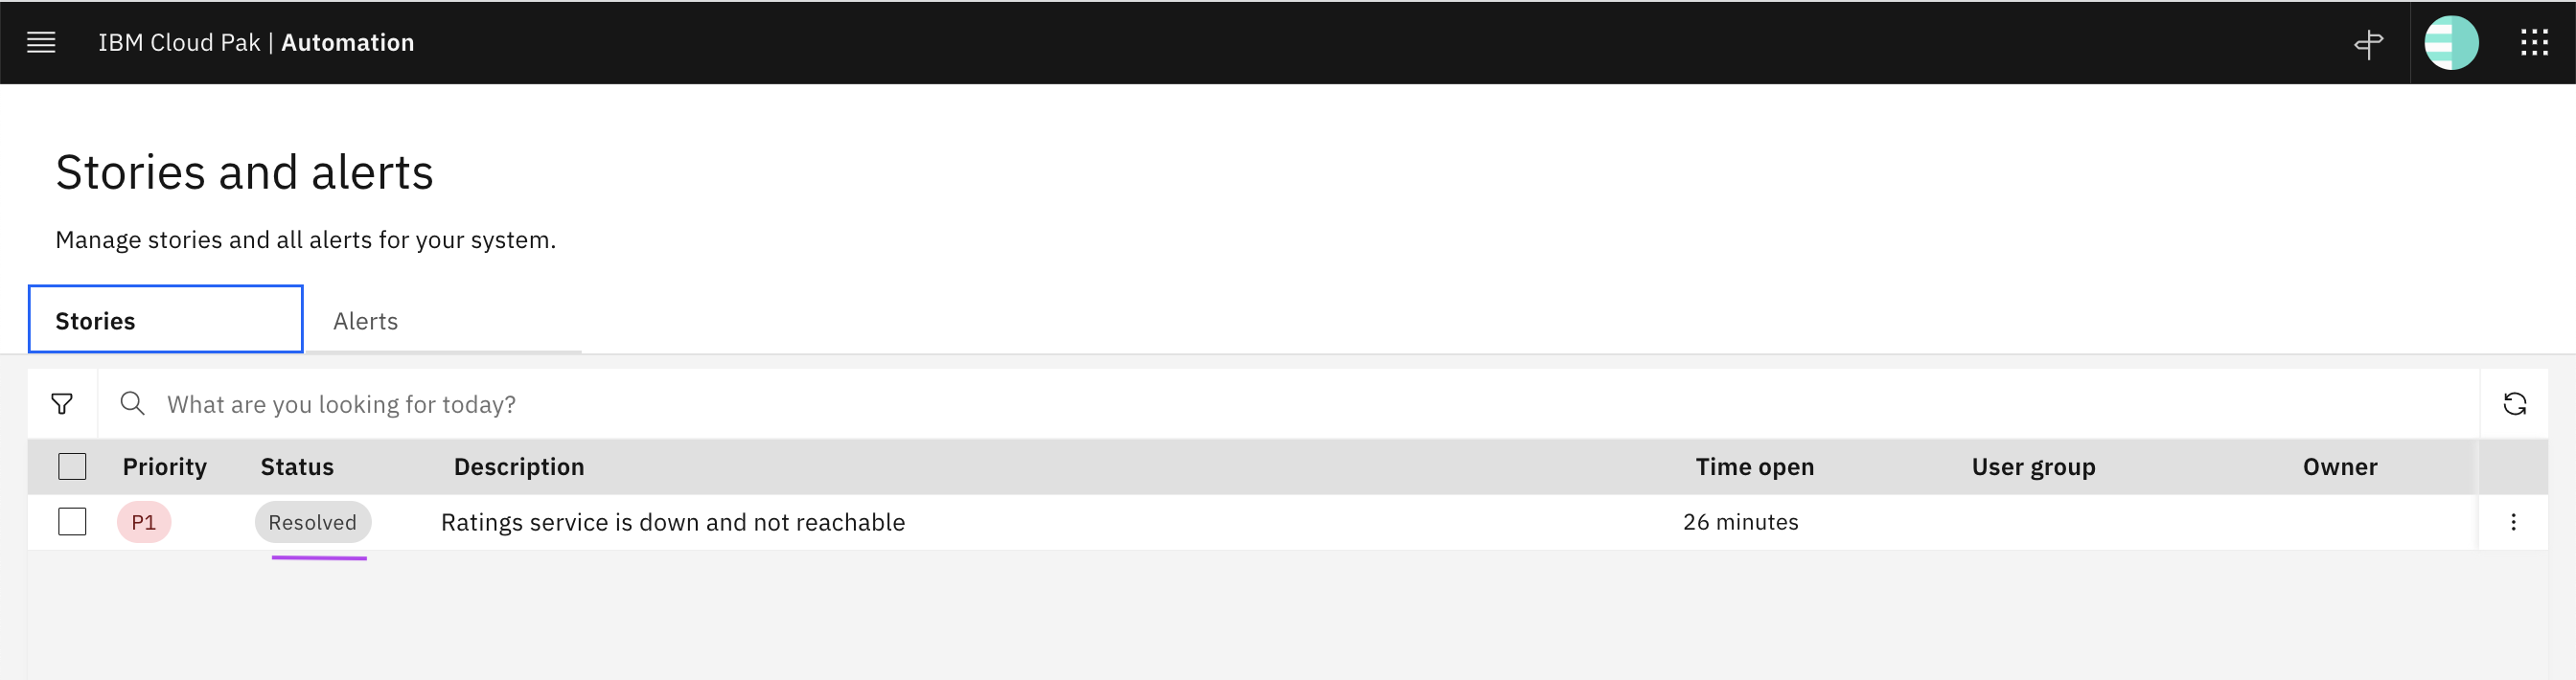 IBM Cloud Pak | Automation
Stories and alerts
Manage stories and all alerts for your system.
Stories Alerts
What are you looking for today?
Priority Status Description Time open User group Owner
P1 Resolved Ratings service is down and not reachable 26 minutes